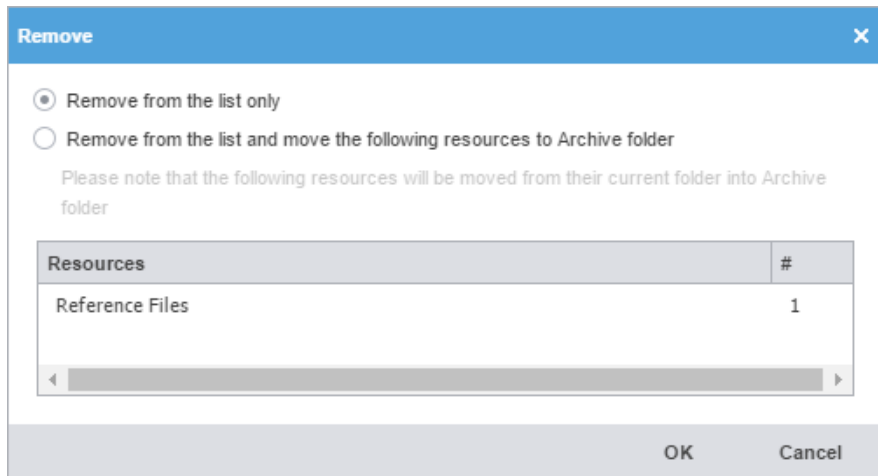 Remove
Remove from the list only
Remove from the list and move the following resources to Archive folder
Please note that the following resources will be moved from their current folder into Archive
folder
Resources #
Reference Files 1
OK Cancel